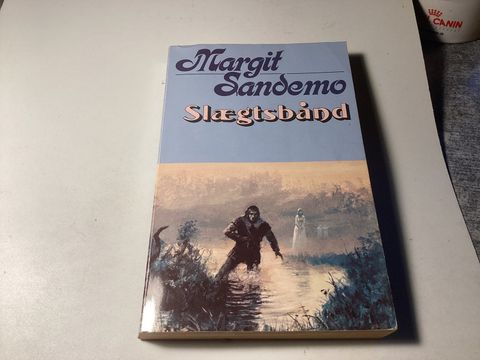 Margit
Sandemo
Slægtsbånd
CANIN